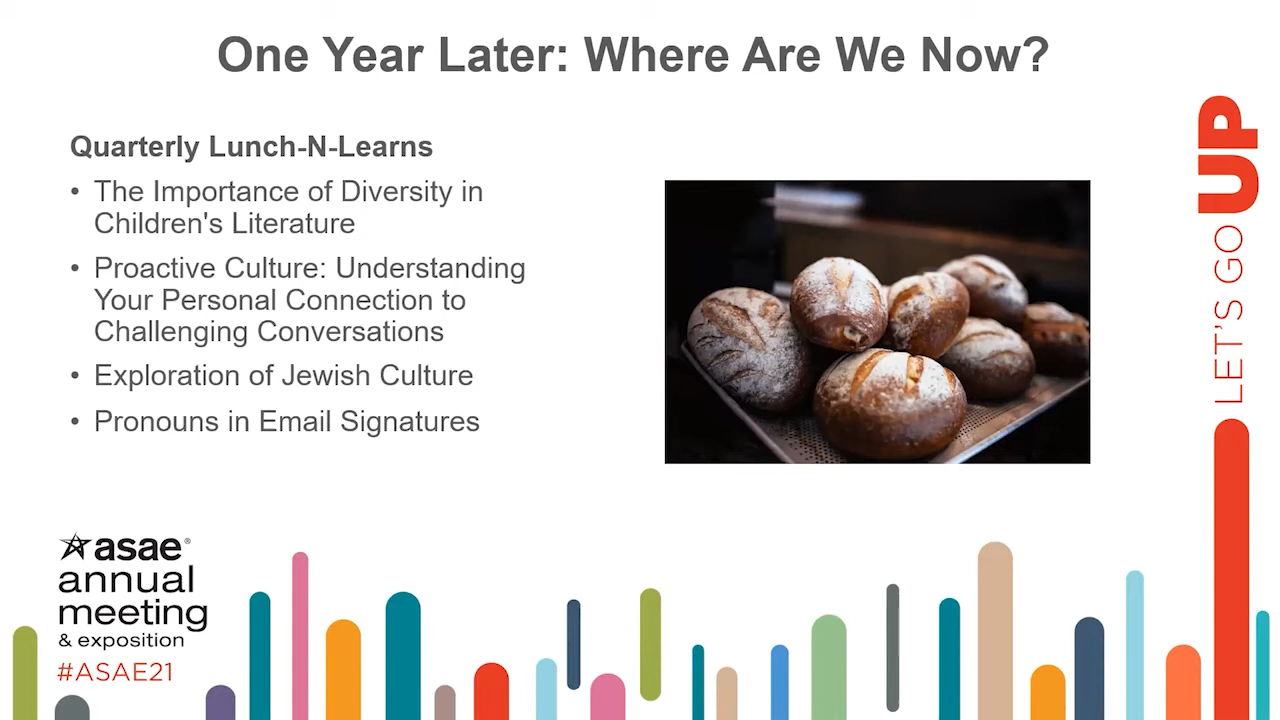 One Year Later: Where Are We Now?
Quarterly Lunch-N-Learns
• The Importance of Diversity in
Children's Literature
• Proactive Culture: Understanding
Your Personal Connection to
Challenging Conversations
• Exploration of Jewish Culture
• Pronouns in Email Signatures
LET'S GO UP
asae®
annual
meeting
& exposition
#ASAE21